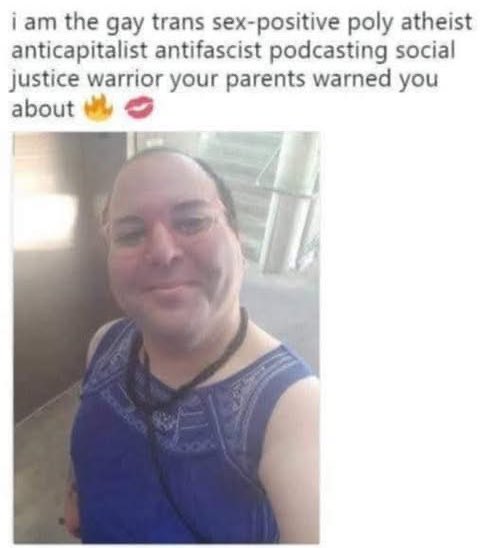 i am the gay trans sex-positive poly atheist
anticapitalist antifascist podcasting social
justice warrior your parents warned you
about 🔥 💋